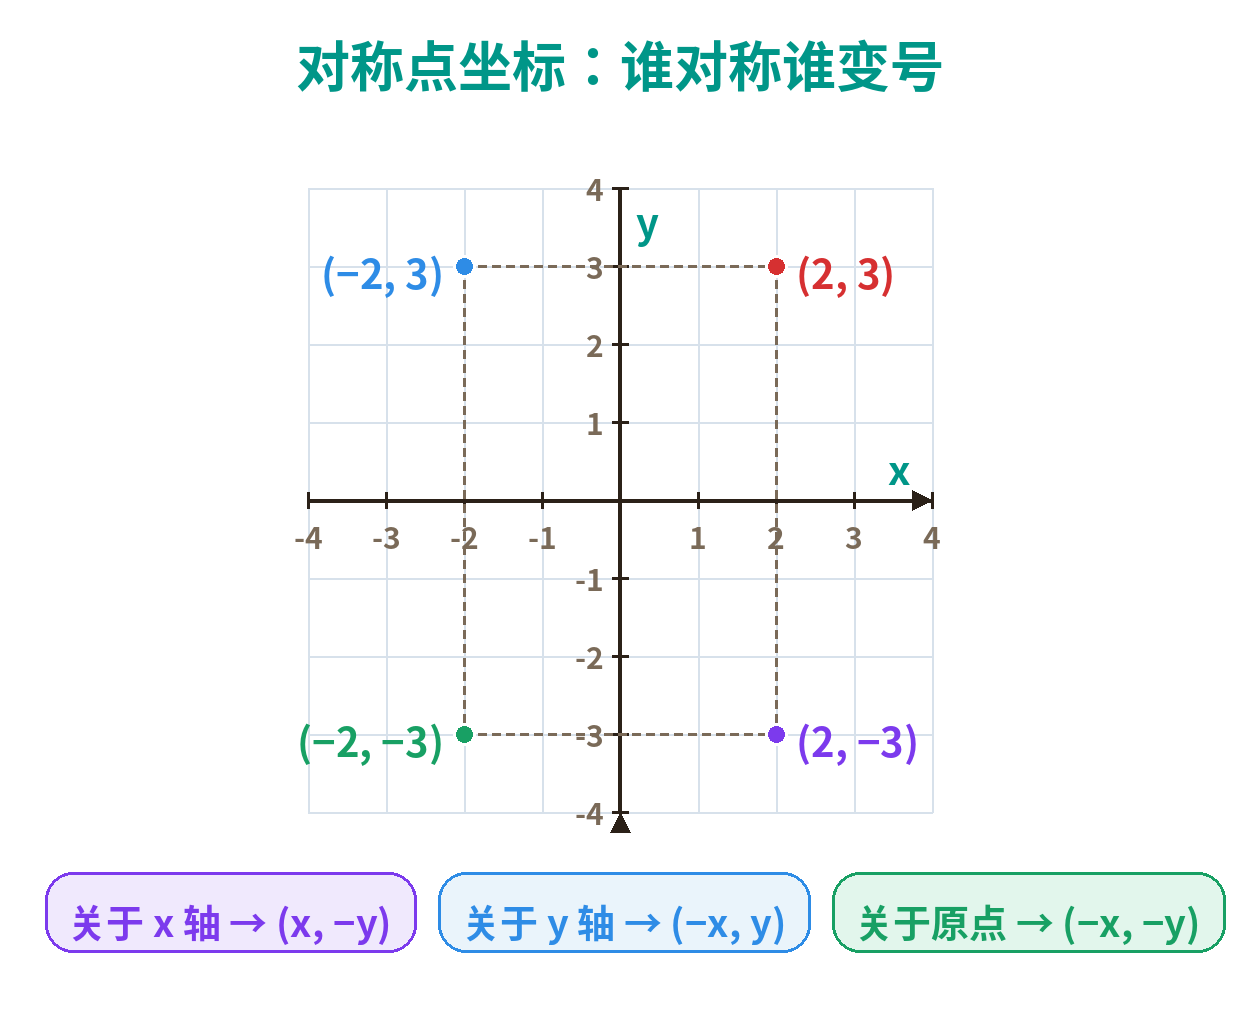 对称点坐标：谁对称谁变号
4
y
(−2, 3)
3
(2, 3)
2
1
x
-4 -3 -2 -1 1 2 3 4
-1
-2
(−2, −3)
-3
(2, −3)
-4
关于 x 轴 → (x, −y)
关于 y 轴 → (−x, y)
关于原点 → (−x, −y)